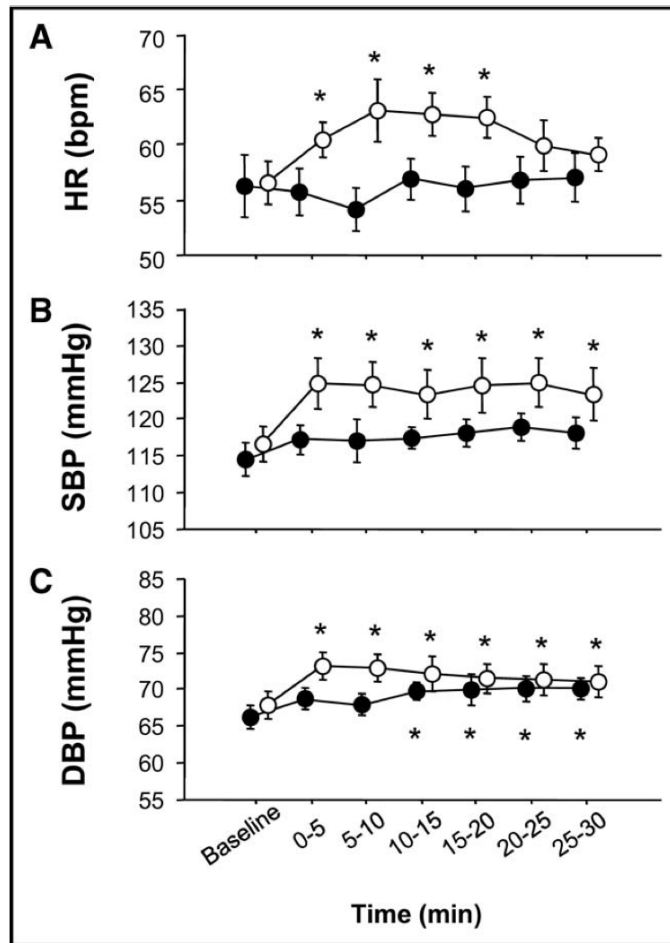 A
HR (bpm)
70
65
60
55
50
* * * *
B
SBP (mmHg)
135
130
125
120
115
110
105
* * * * * *
C
DBP (mmHg)
85
80
75
70
65
60
55
* * * * * *
* * * *
Baseline 0-5 5-10 10-15 15-20 20-25 25-30
Time (min)